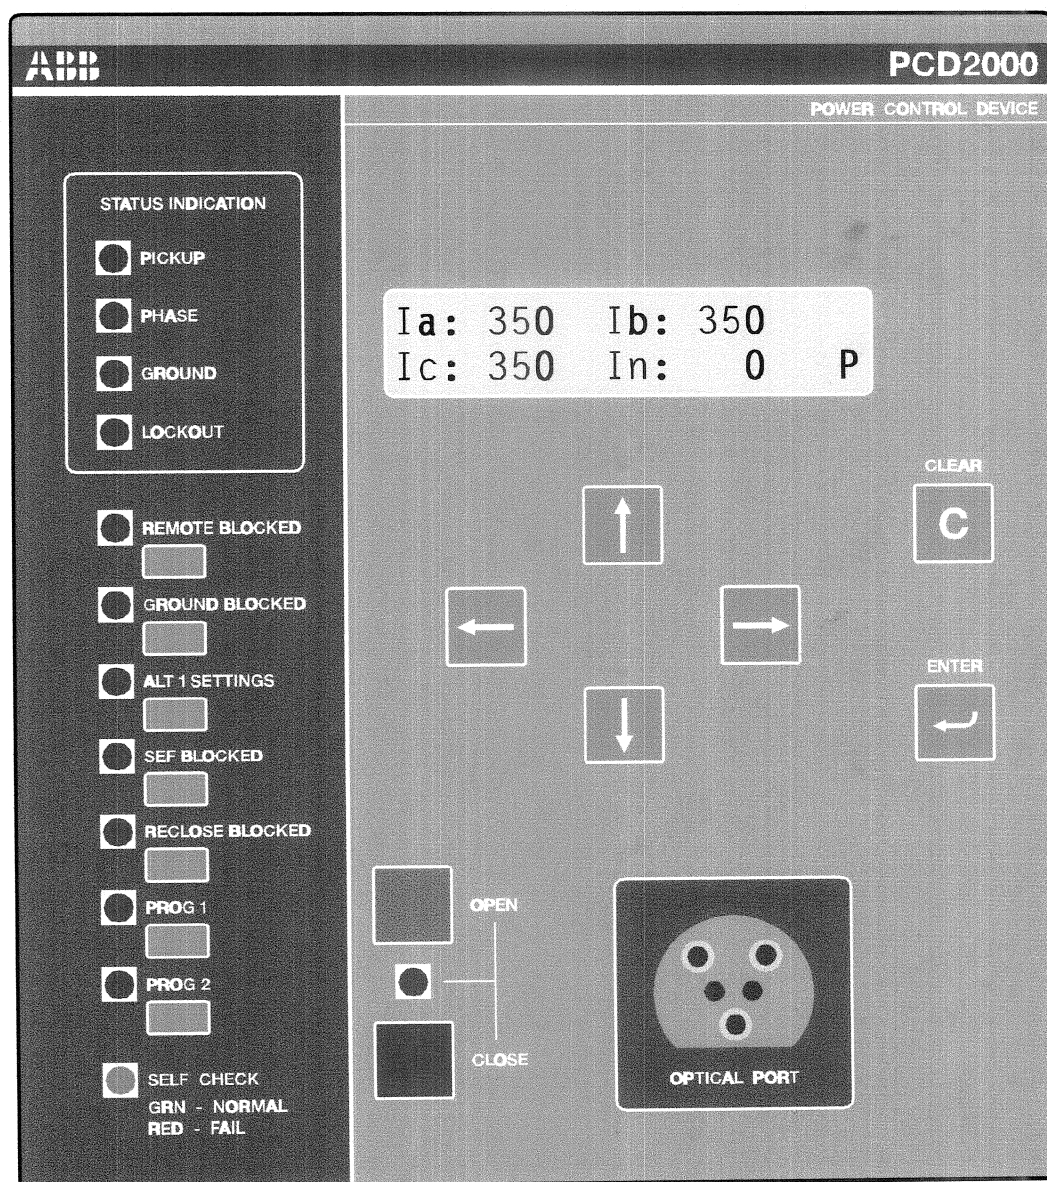 ABB
PCD2000
POWER CONTROL DEVICE
STATUS INDICATION
PICKUP
PHASE
GROUND
LOCKOUT
REMOTE BLOCKED
GROUND BLOCKED
ALT 1 SETTINGS
SEF BLOCKED
RECLOSE BLOCKED
PROG 1
PROG 2
SELF CHECK
GRN - NORMAL
RED - FAIL
Ia: 350 Ib: 350
Ic: 350 In: 0 P
CLEAR
C
ENTER
OPEN
CLOSE
OPTICAL PORT